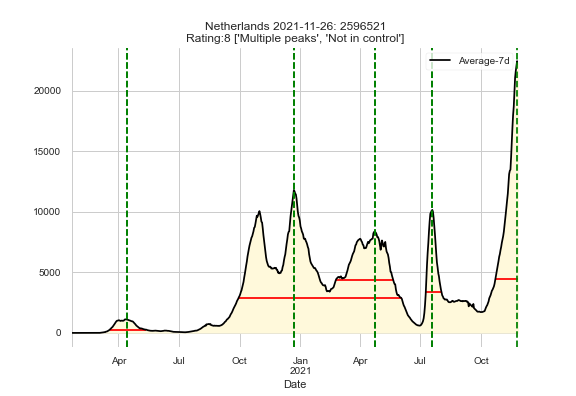 Netherlands 2021-11-26: 2596521
Rating:8 ['Multiple peaks', 'Not in control']
Average-7d
20000
15000
10000
5000
0
Apr Jul Oct Jan Apr Jul Oct
2021
Date